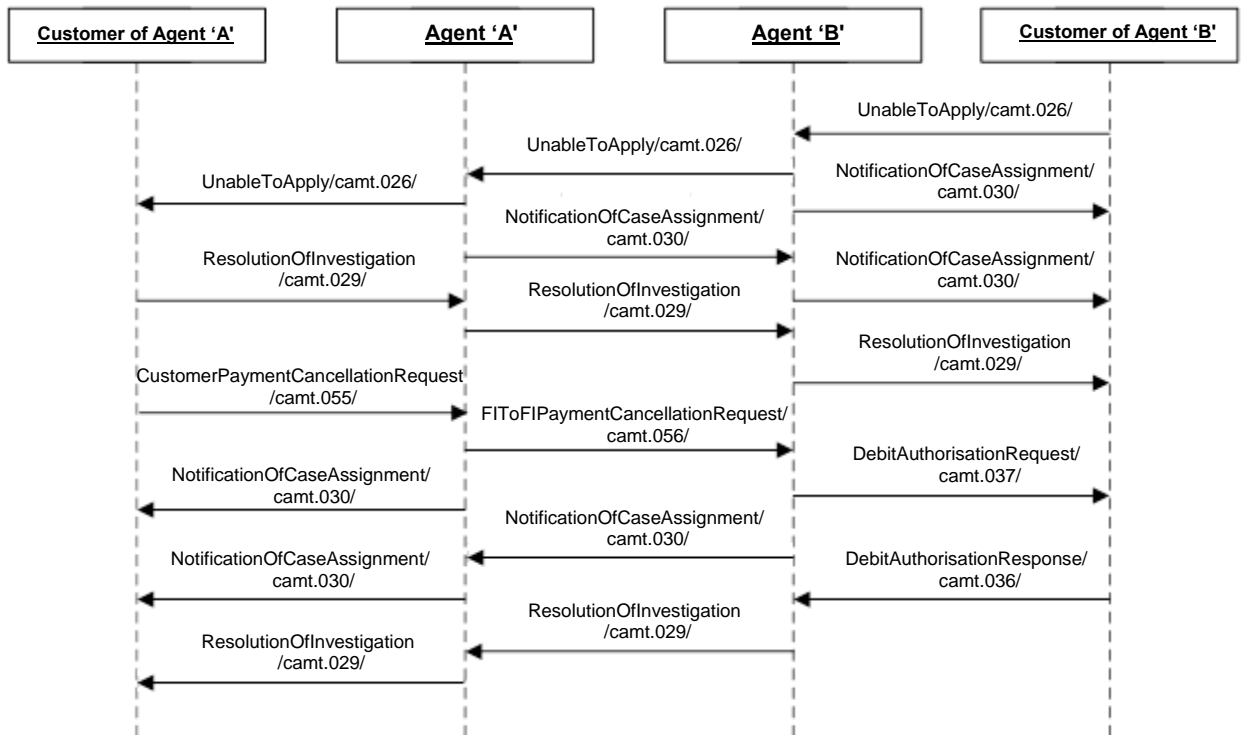 Customer of Agent 'A'
Agent ‘A'
Agent ‘B'
Customer of Agent ‘B'
UnableToApply/camt.026/
UnableToApply/camt.026/
UnableToApply/camt.026/
NotificationOfCaseAssignment/
camt.030/
NotificationOfCaseAssignment/
camt.030/
ResolutionOfInvestigation
/camt.029/
NotificationOfCaseAssignment/
camt.030/
ResolutionOfInvestigation
/camt.029/
ResolutionOfInvestigation
/camt.029/
CustomerPaymentCancellationRequest
/camt.055/
FIToFIPaymentCancellationRequest/
camt.056/
DebitAuthorisationRequest/
camt.037/
NotificationOfCaseAssignment/
camt.030/
NotificationOfCaseAssignment/
camt.030/
NotificationOfCaseAssignment/
camt.030/
DebitAuthorisationResponse/
camt.036/
ResolutionOfInvestigation
/camt.029/
ResolutionOfInvestigation
/camt.029/